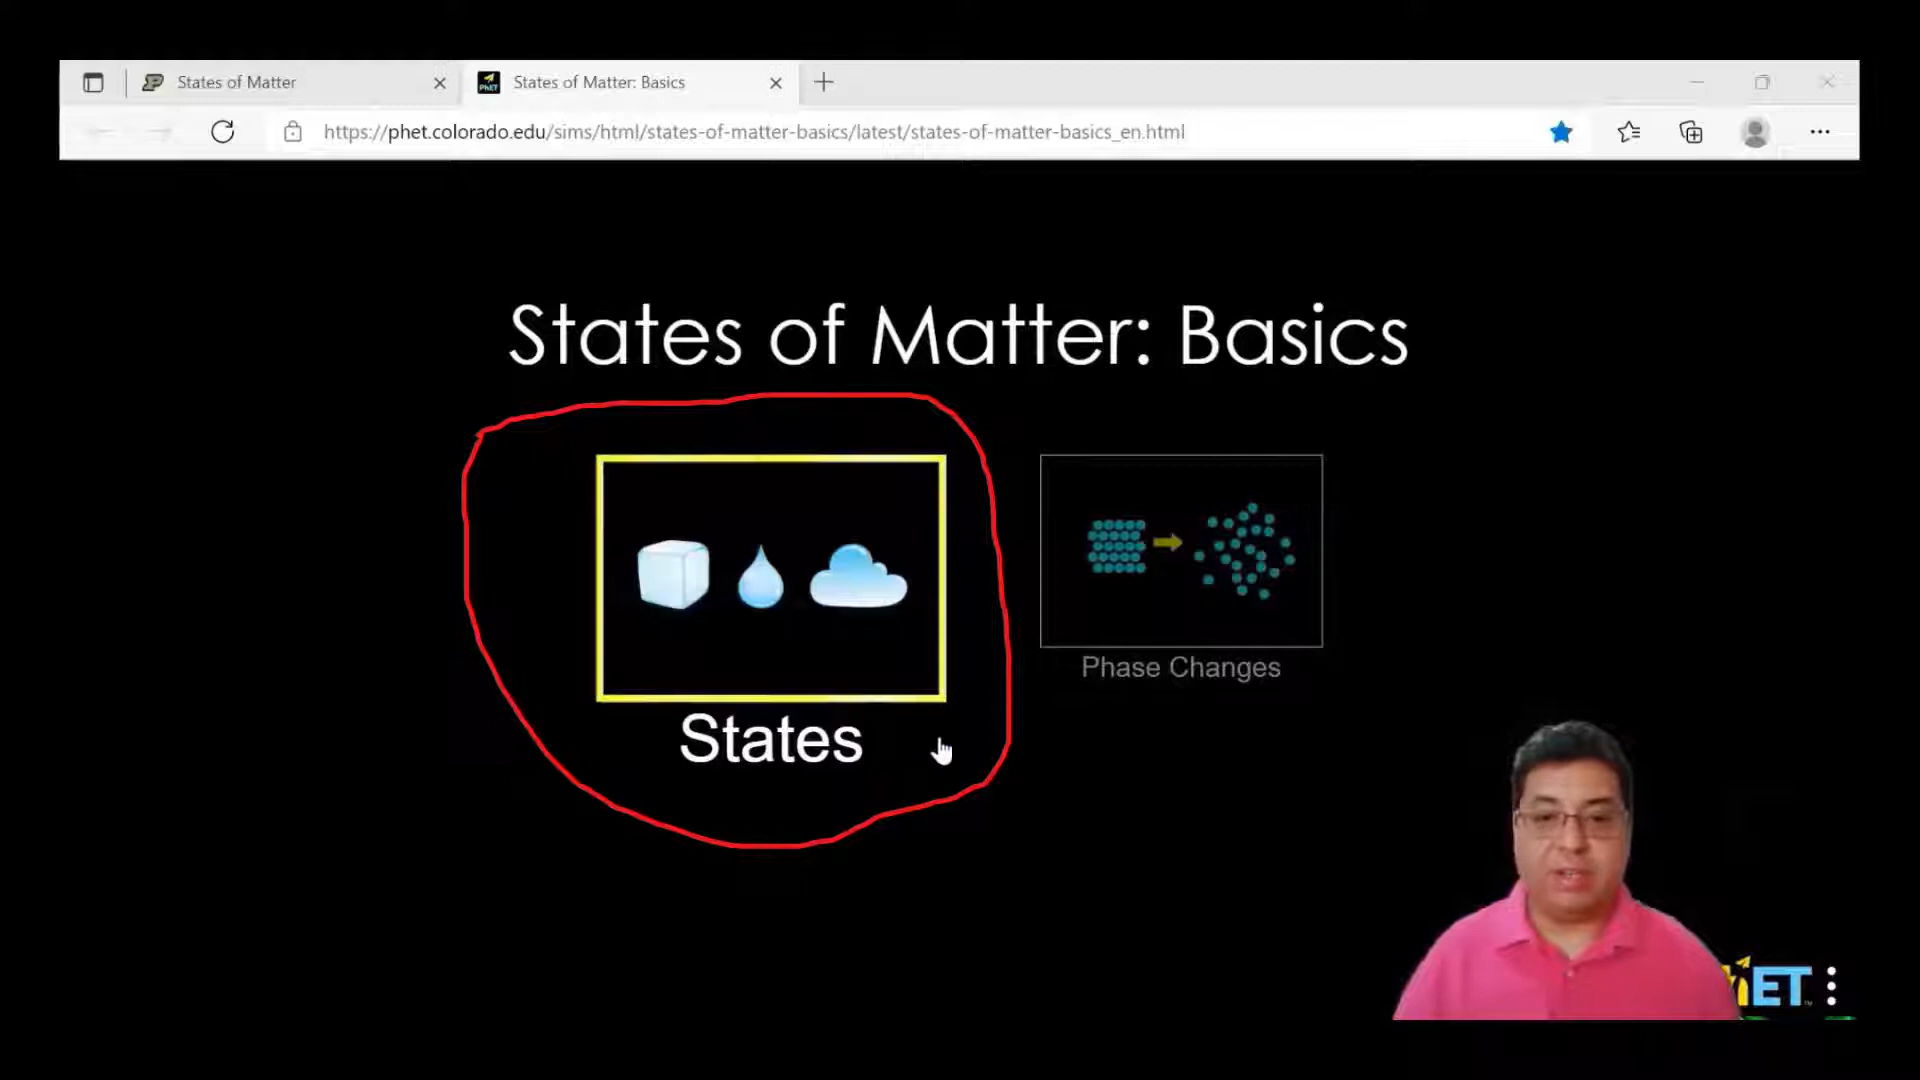 States of Matter
States of Matter: Basics
https://phet.colorado.edu/sims/html/states-of-matter-basics/latest/states-of-matter-basics_en.html
States of Matter: Basics
States
Phase Changes
PhET